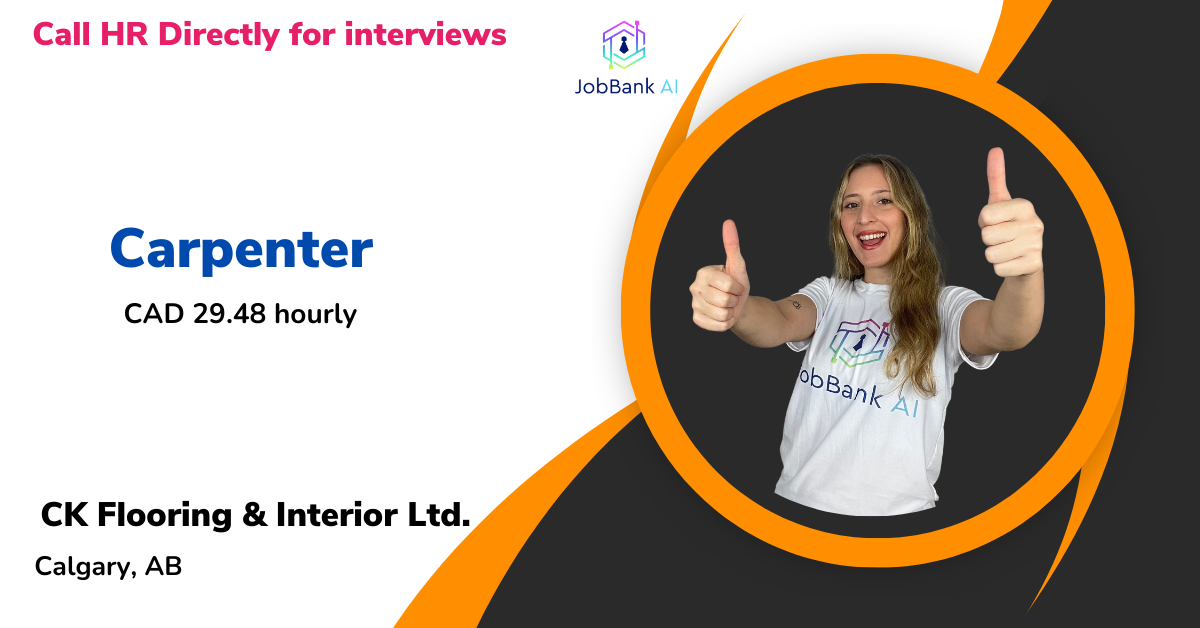 Call HR Directly for interviews
JobBank AI
Carpenter
CAD 29.48 hourly
JobBank AI
CK Flooring & Interior Ltd.
Calgary, AB